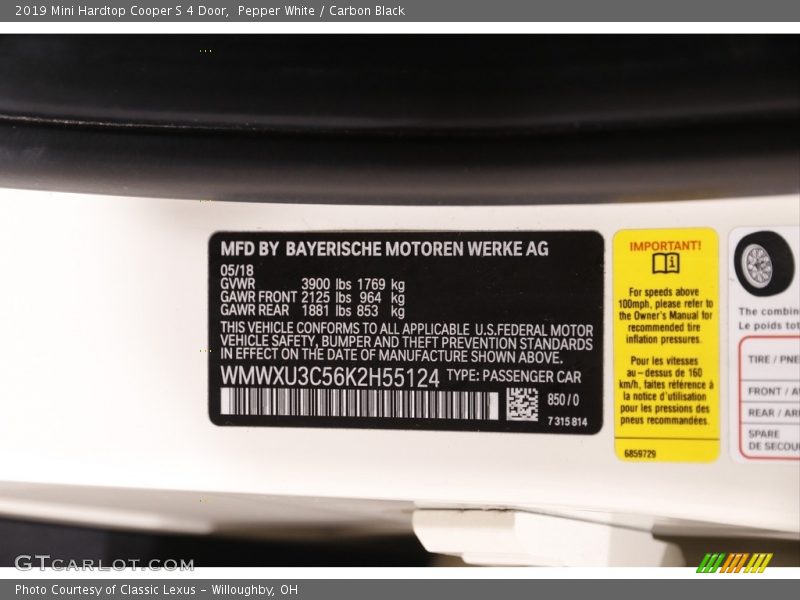 2019 Mini Hardtop Cooper S 4 Door,  Pepper White / Carbon Black
MFD BY BAYERISCHE MOTOREN WERKE AG
05/18
GVWR 3900 lbs 1769 kg
GAWR FRONT 2125 lbs 964 kg
GAWR REAR 1881 lbs 853 kg
THIS VEHICLE CONFORMS TO ALL APPLICABLE U.S.FEDERAL MOTOR
VEHICLE SAFETY, BUMPER AND THEFT PREVENTION STANDARDS
IN EFFECT ON THE DATE OF MANUFACTURE SHOWN ABOVE.
WMWXU3C56K2H55124 TYPE: PASSENGER CAR
850 / 0
7 315 814
IMPORTANT!
For speeds above
100mph, please refer to
the Owner's Manual for
recommended tire
inflation pressures.
Pour les vitesses
au-dessus de 160
km/h, faites référence à
la notice d'utilisation
pour les pressions des
pneus recommandées.
6859729
The combin
Le poids tot
TIRE / PNE
FRONT / AV
REAR / ARR
SPARE
DE SECOU
GTCARLOT.COM
Photo Courtesy of Classic Lexus - Willoughby, OH